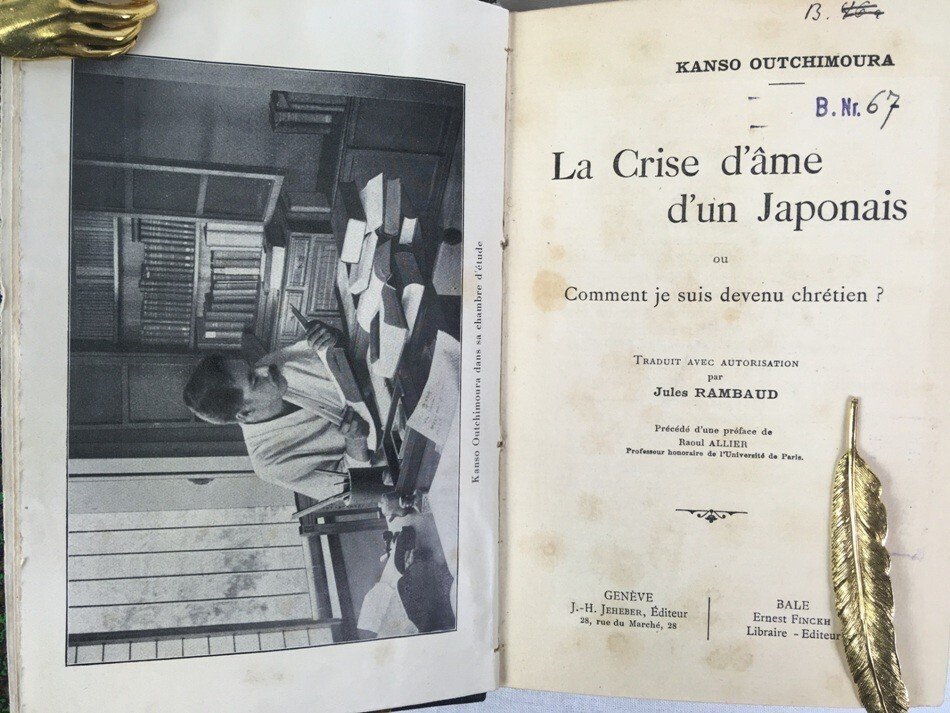 Kanso Outchimoura dans sa chambre d'étude
B.
KANSO OUTCHIMOURA
B. Nr. 67
La Crise d'âme
d'un Japonais
ou
Comment je suis devenu chrétien ?
TRADUIT AVEC AUTORISATION
par
Jules RAMBAUD
Précédé d'une préface de
Raoul ALLIER
Professeur honoraire de l'Université de Paris.
GENÈVE
J.-H. JEHEBER, Éditeur
28, rue du Marché, 28
BALE
Ernest FINCKH
Libraire - Editeur